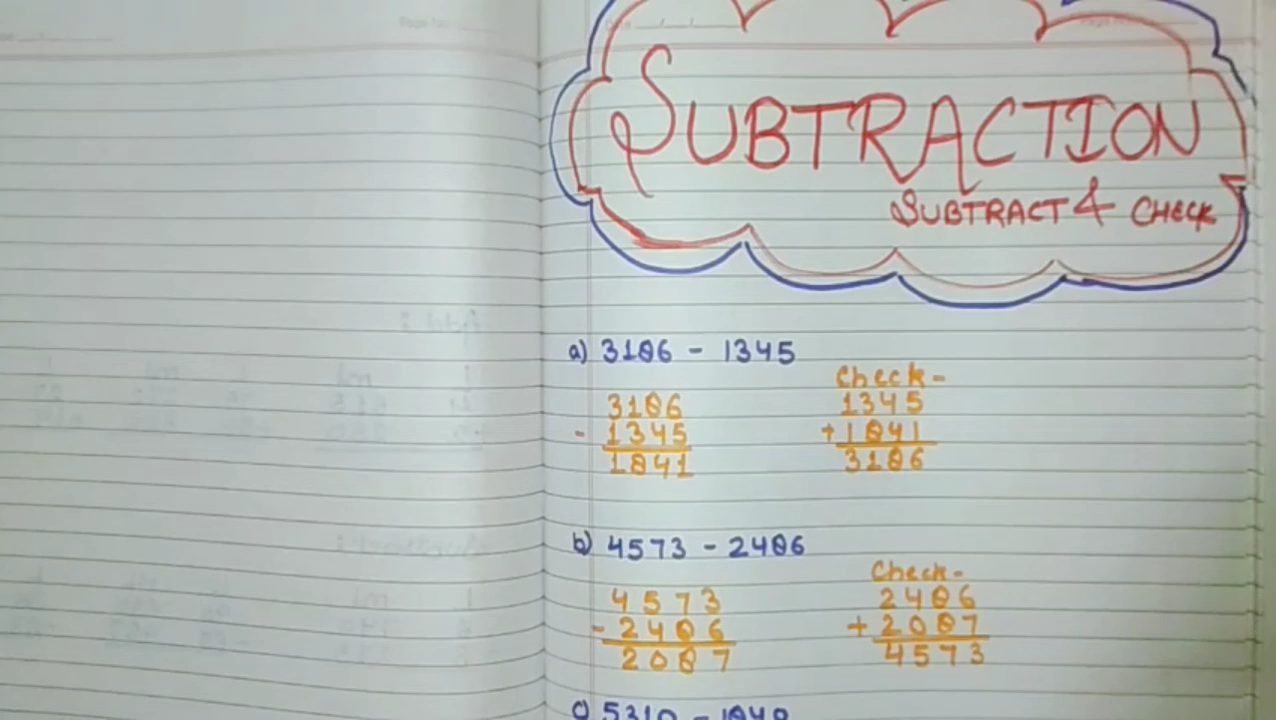 SUBTRACTION
SUBTRACT & CHECK
a) 3186 - 1345
3186
- 1345
1841
Check-
1345
+1841
3186
b) 4573 - 2486
4573
- 2486
2087
Check-
2486
+ 2087
4573
c) 5310 -